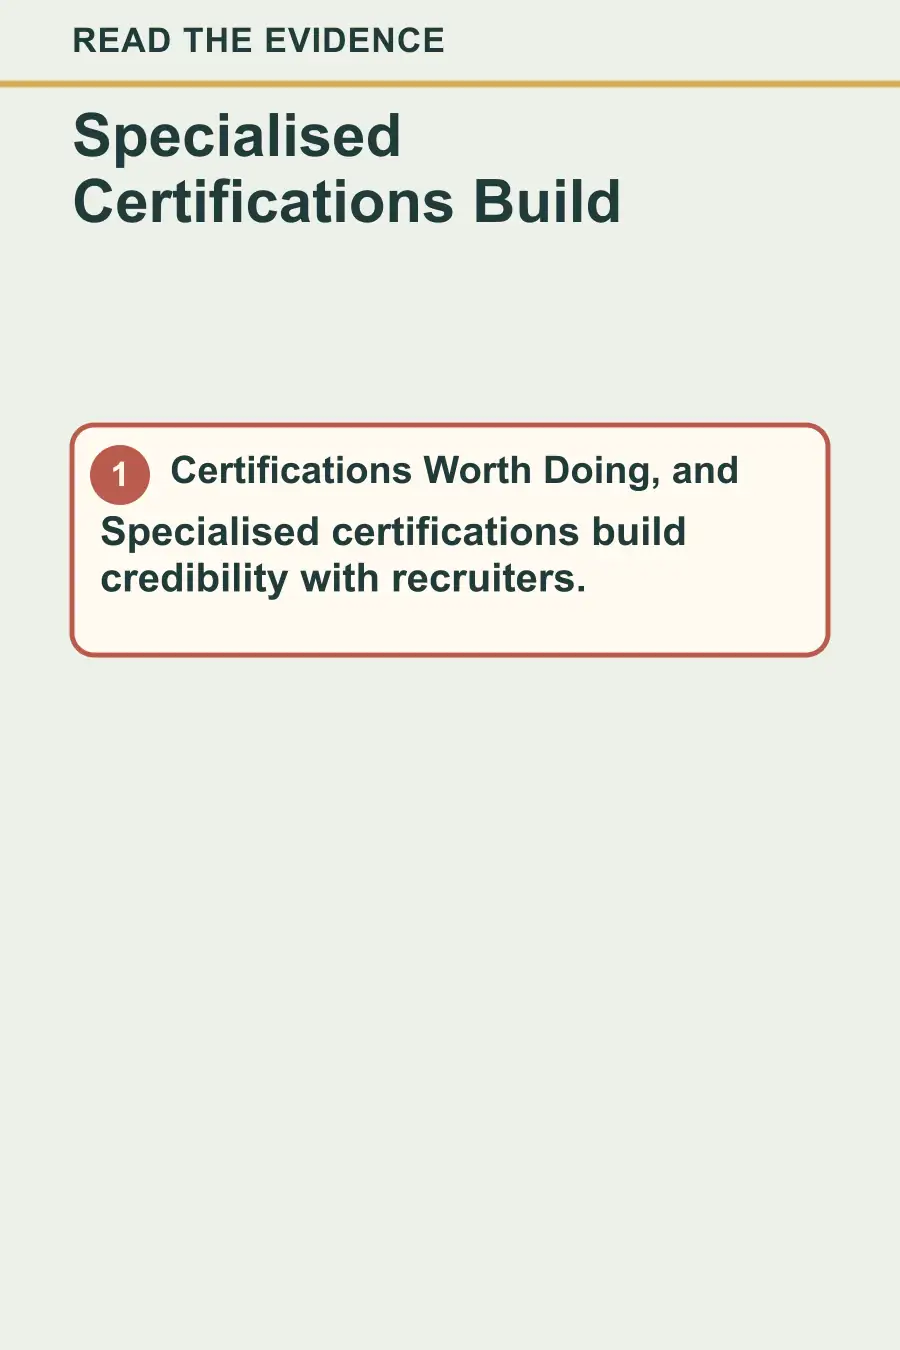 READ THE EVIDENCE
Specialised
Certifications Build
1 Certifications Worth Doing, and
Specialised certifications build
credibility with recruiters.